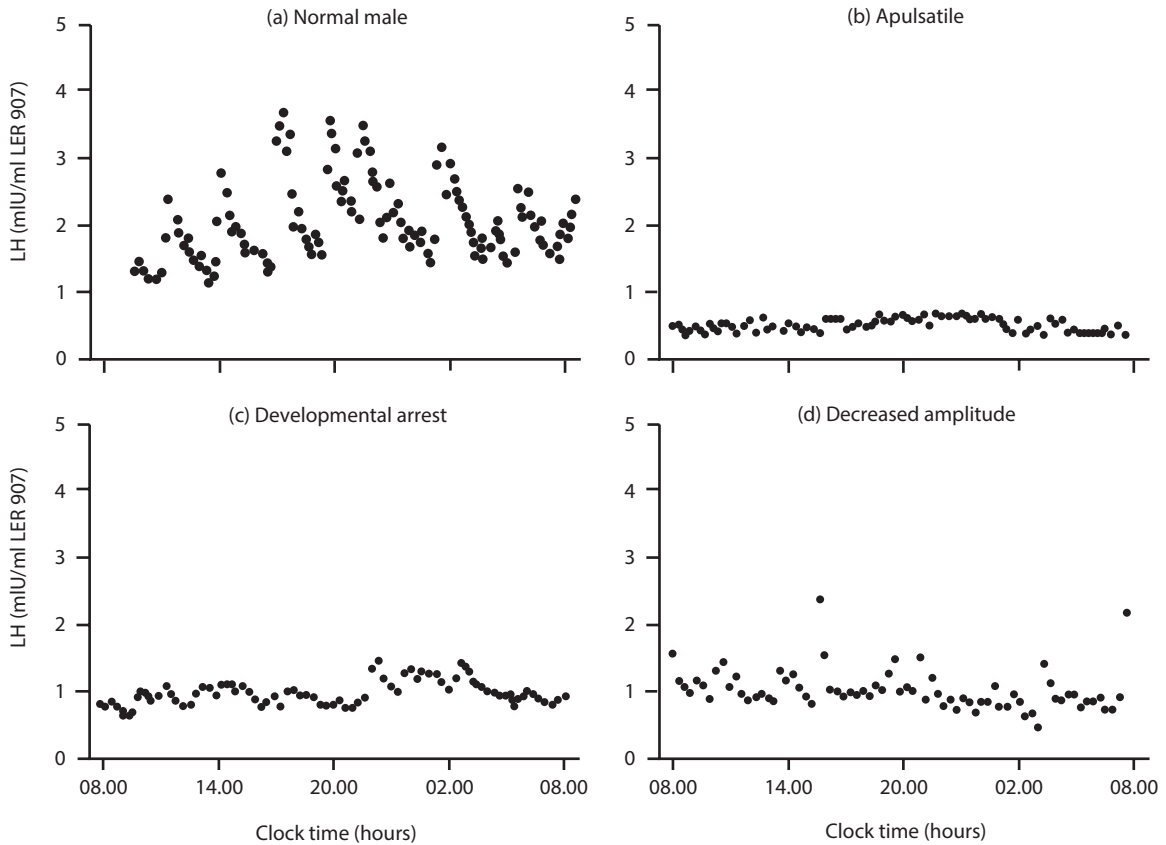 (a) Normal male
5
4
3
2
1
0
LH (mIU/ml LER 907)
(b) Apulsatile
5
4
3
2
1
0
(c) Developmental arrest
5
4
3
2
1
0
LH (mIU/ml LER 907)
08.00 14.00 20.00 02.00 08.00
Clock time (hours)
(d) Decreased amplitude
5
4
3
2
1
0
08.00 14.00 20.00 02.00 08.00
Clock time (hours)